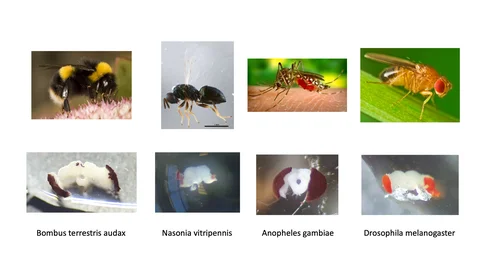 Bombus terrestris audax
Nasonia vitripennis
Anopheles gambiae
Drosophila melanogaster